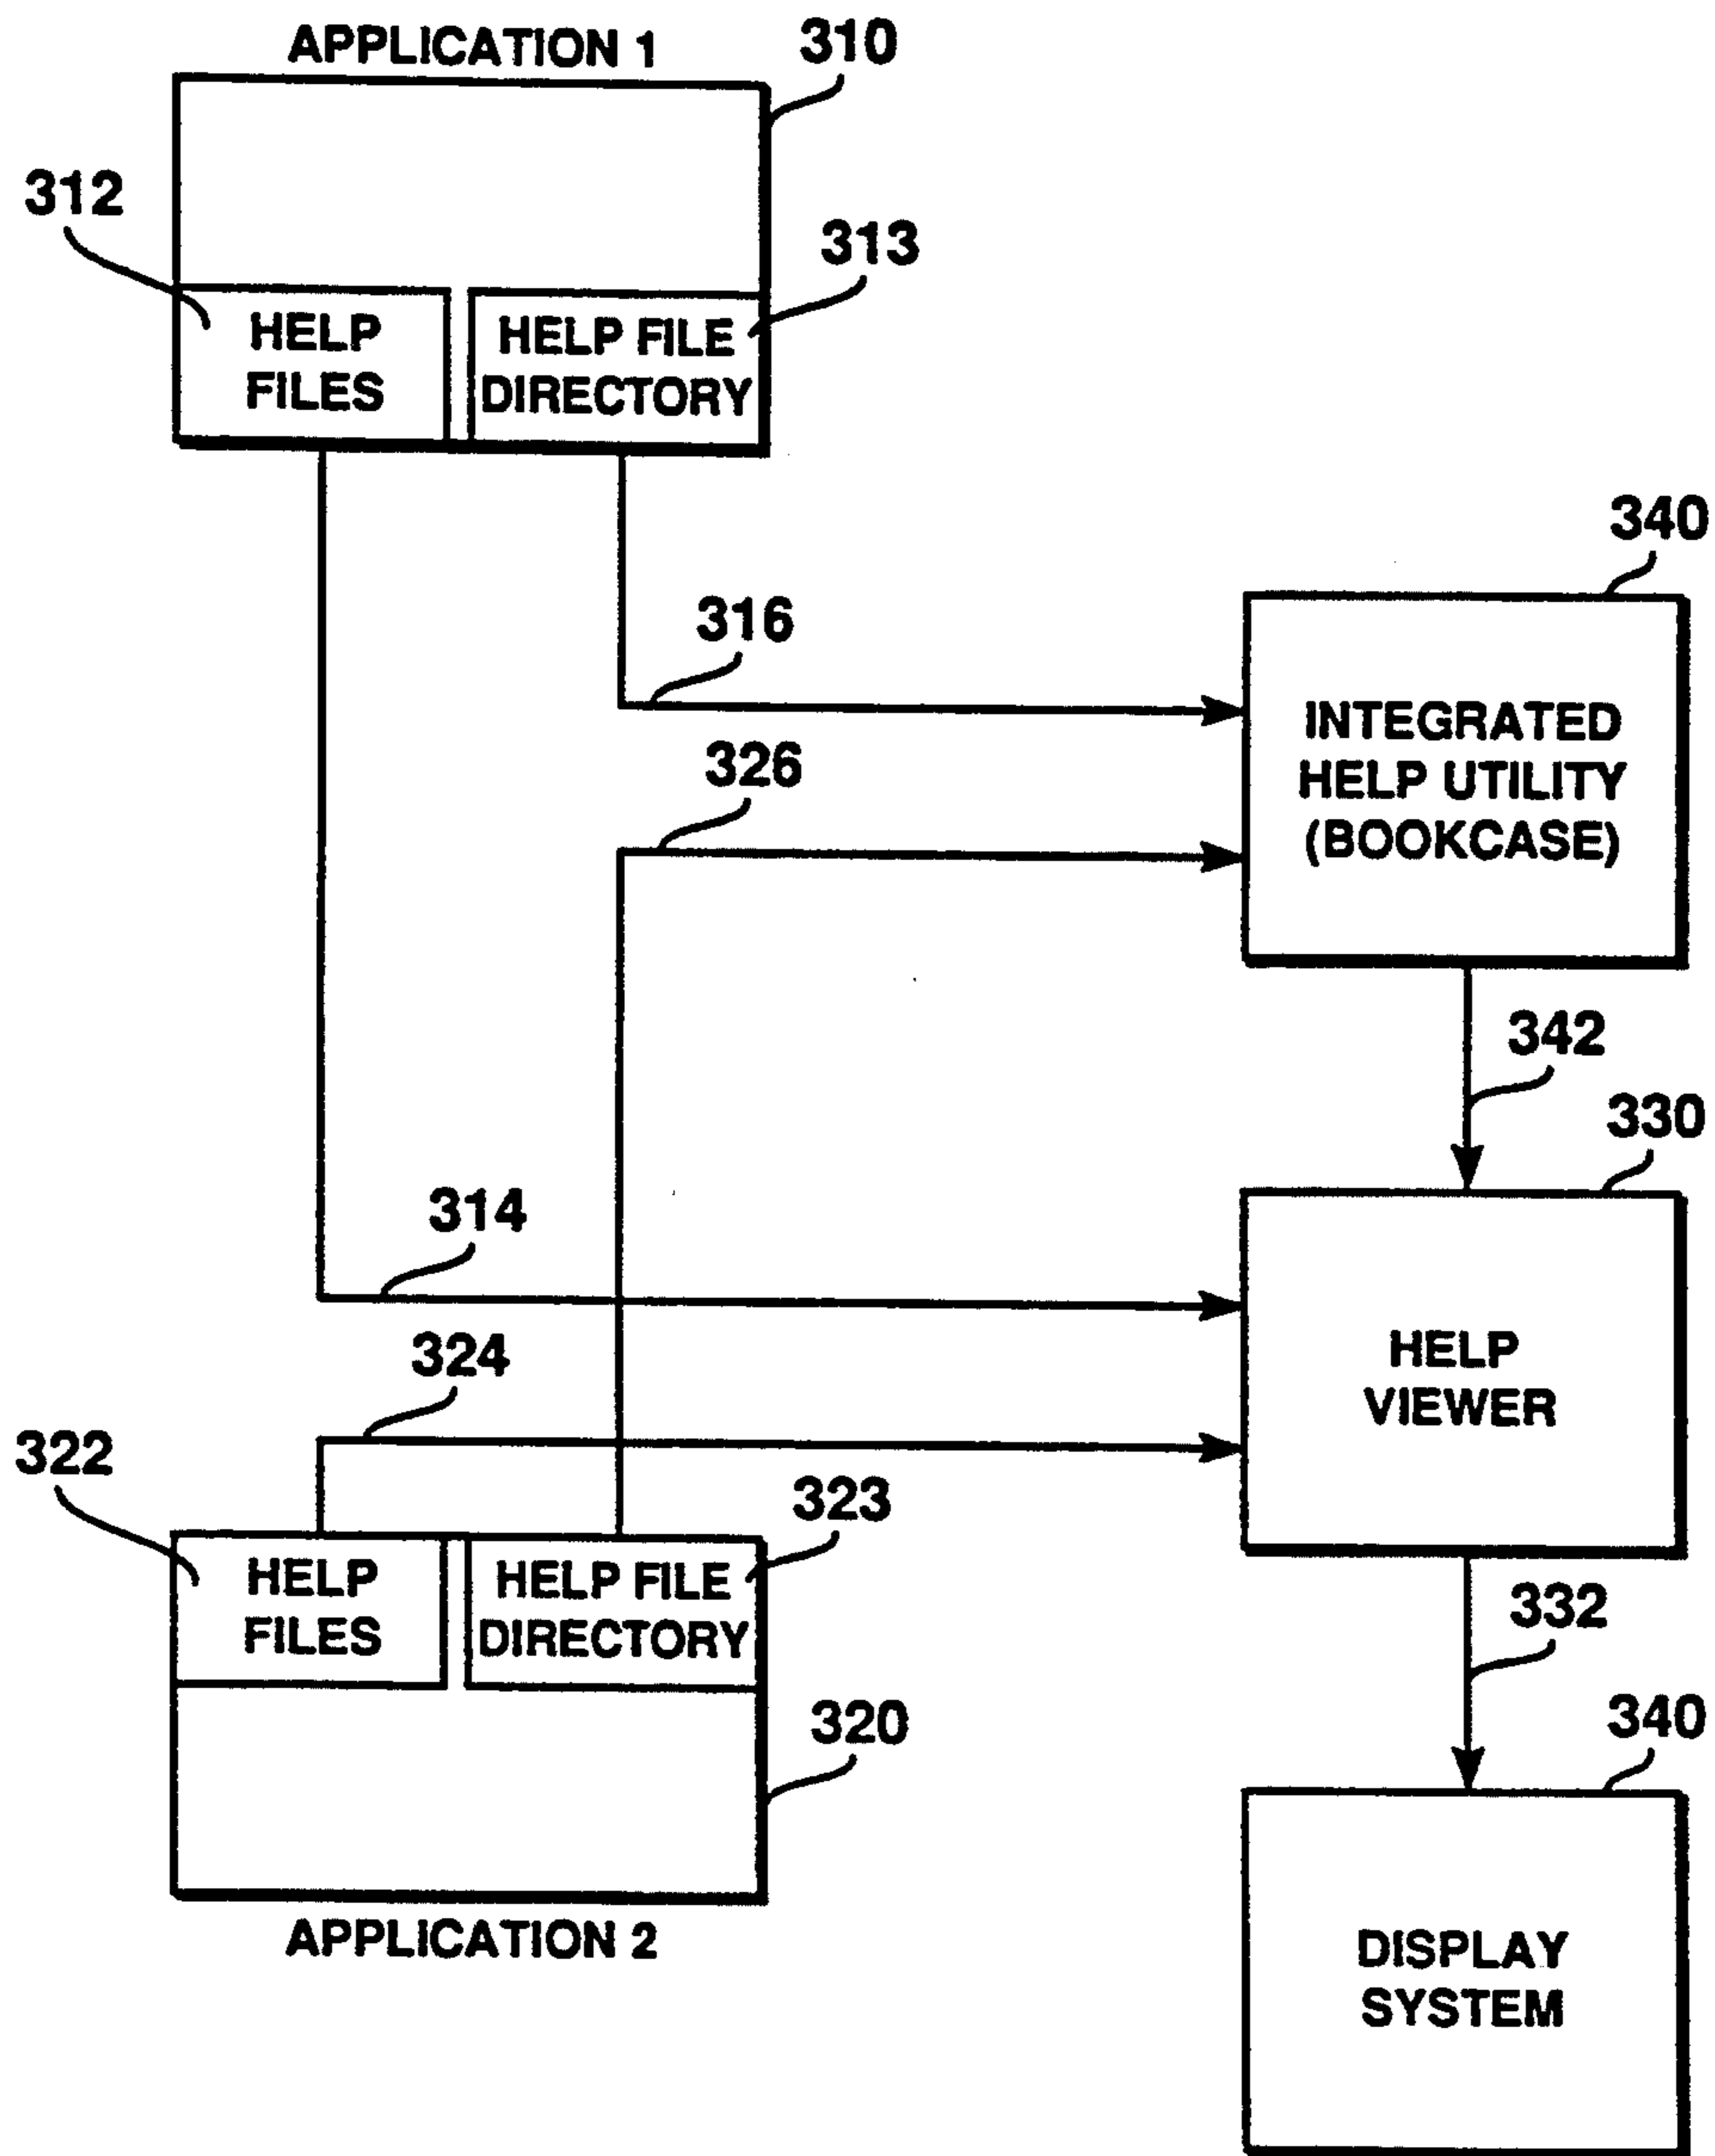 APPLICATION 1
310
312
313
HELP
FILES
HELP FILE
DIRECTORY
340
316
INTEGRATED
HELP UTILITY
(BOOKCASE)
326
342
330
314
HELP
VIEWER
324
322
323
HELP
FILES
HELP FILE
DIRECTORY
332
320
340
APPLICATION 2
DISPLAY
SYSTEM